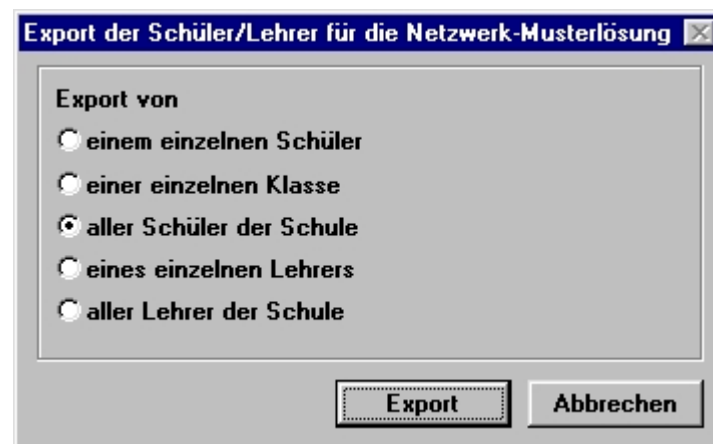 Export der Schüler/Lehrer für die Netzwerk-Musterlösung
Export von
einem einzelnen Schüler
einer einzelnen Klasse
aller Schüler der Schule
eines einzelnen Lehrers
aller Lehrer der Schule
Export
Abbrechen